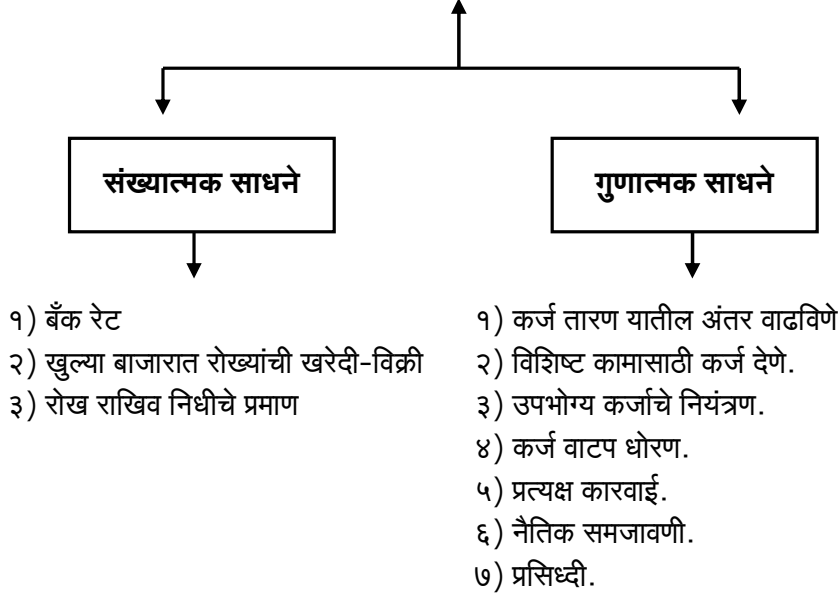 संख्यात्मक साधने
१) बँक रेट
२) खुल्या बाजारात रोख्यांची खरेदी-विक्री
३) रोख राखिव निधीचे प्रमाण
गुणात्मक साधने
१) कर्ज तारण यातील अंतर वाढविणे
२) विशिष्ट कामासाठी कर्ज देणे.
३) उपभोग्य कर्जाचे नियंत्रण.
४) कर्ज वाटप धोरण.
५) प्रत्यक्ष कारवाई.
६) नैतिक समजावणी.
७) प्रसिध्दी.